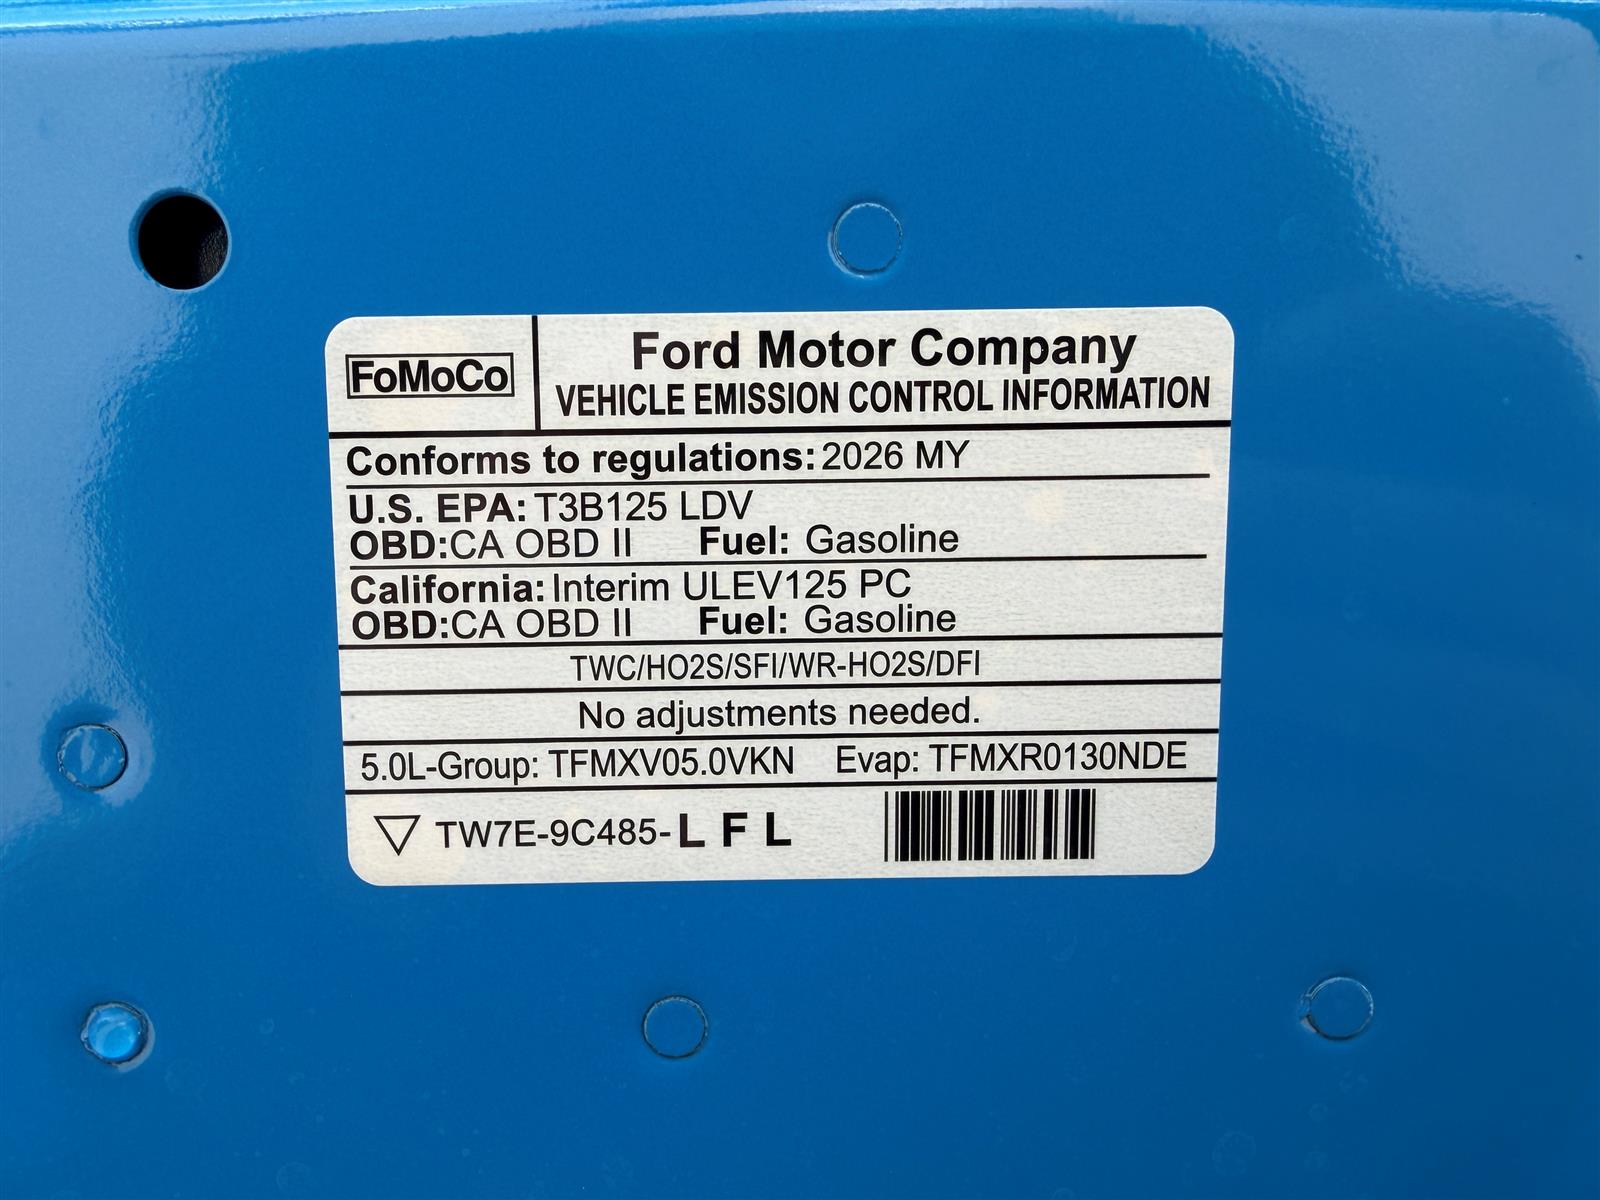 FoMoCo
Ford Motor Company
VEHICLE EMISSION CONTROL INFORMATION
Conforms to regulations: 2026 MY
U.S. EPA: T3B125 LDV
OBD: CA OBD II Fuel: Gasoline
California: Interim ULEV125 PC
OBD: CA OBD II Fuel: Gasoline
TWC/HO2S/SFI/WR-HO2S/DFI
No adjustments needed.
5.0L-Group: TFMXV05.0VKN Evap: TFMXR0130NDE
TW7E-9C485-L F L